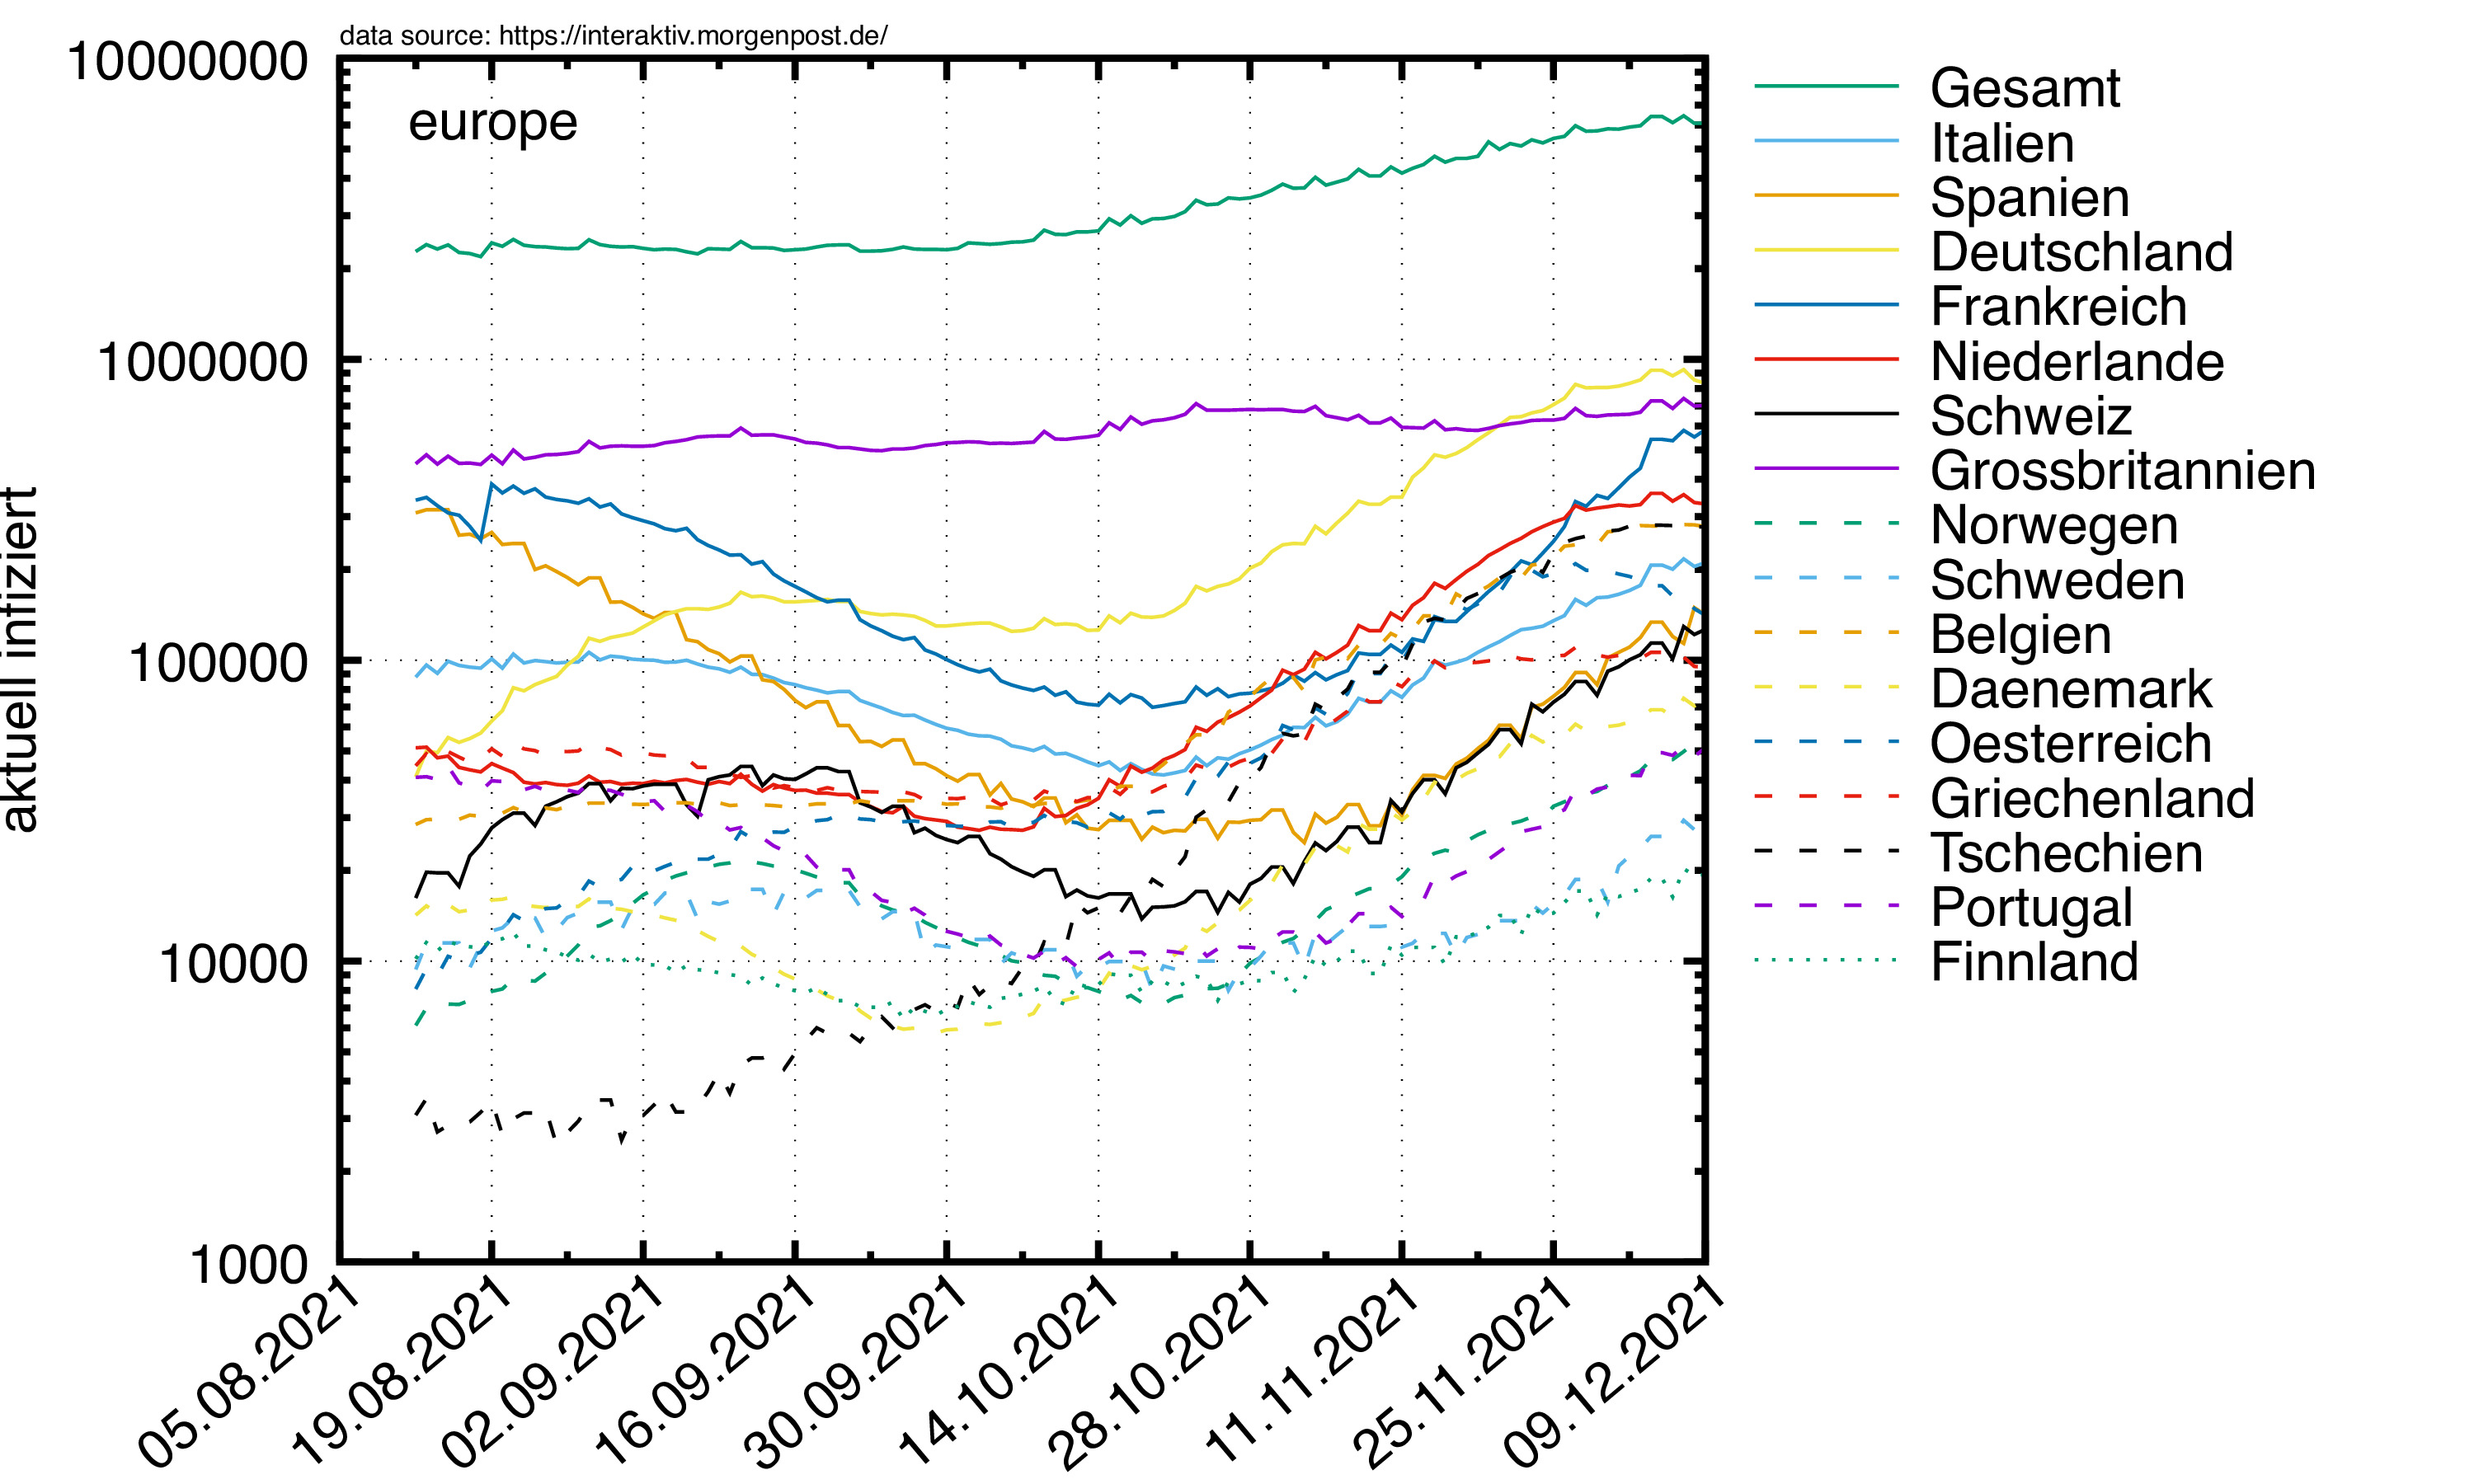 data source: https://interaktiv.morgenpost.de/
10000000
1000000
100000
10000
1000
aktuell infiziert
europe
05.08.2021
19.08.2021
02.09.2021
16.09.2021
30.09.2021
14.10.2021
28.10.2021
11.11.2021
25.11.2021
09.12.2021
Gesamt
Italien
Spanien
Deutschland
Frankreich
Niederlande
Schweiz
Grossbritannien
Norwegen
Schweden
Belgien
Daenemark
Oesterreich
Griechenland
Tschechien
Portugal
Finnland